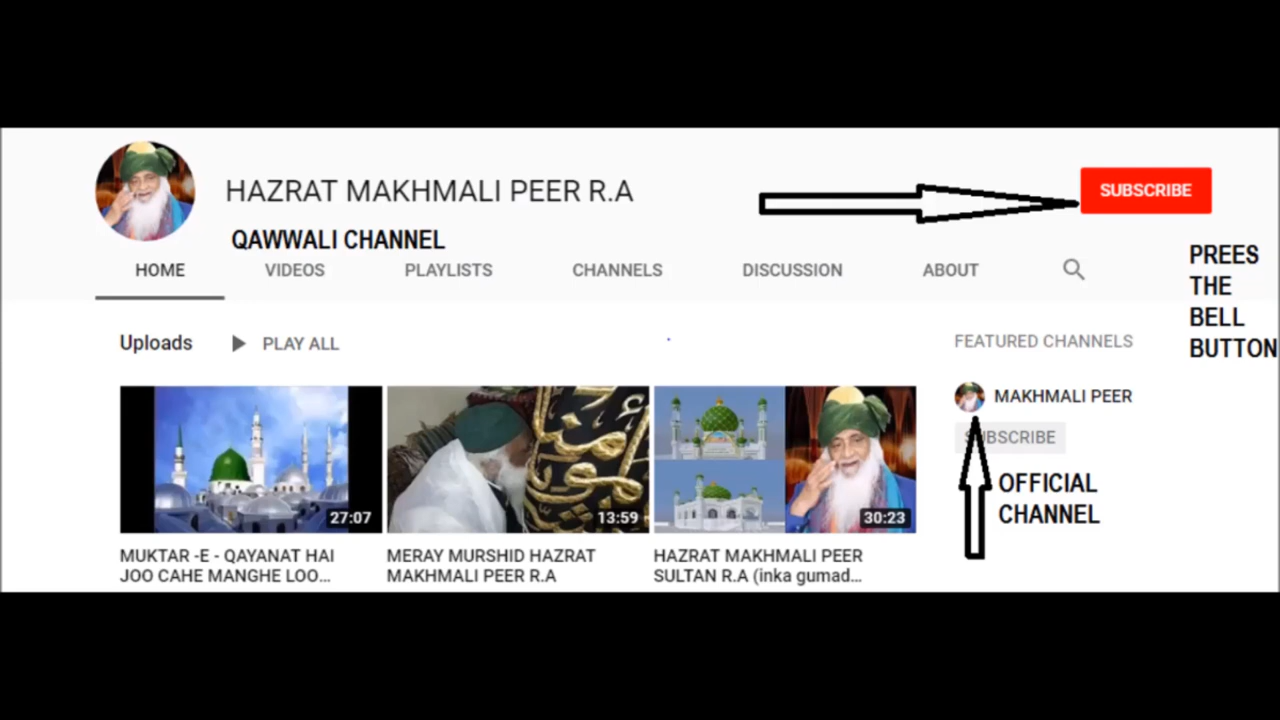 HAZRAT MAKHMALI PEER R.A
SUBSCRIBE
QAWWALI CHANNEL
HOME VIDEOS PLAYLISTS CHANNELS DISCUSSION ABOUT
PREES
THE
BELL
BUTTON
Uploads PLAY ALL
FEATURED CHANNELS
27:07
MUKTAR -E - QAYANAT HAI
JOO CAHE MANGHE LOO...
13:59
MERAY MURSHID HAZRAT
MAKHMALI PEER R.A
30:23
HAZRAT MAKHMALI PEER
SULTAN R.A (inka gumad...
MAKHMALI PEER
SUBSCRIBE
OFFICIAL
CHANNEL